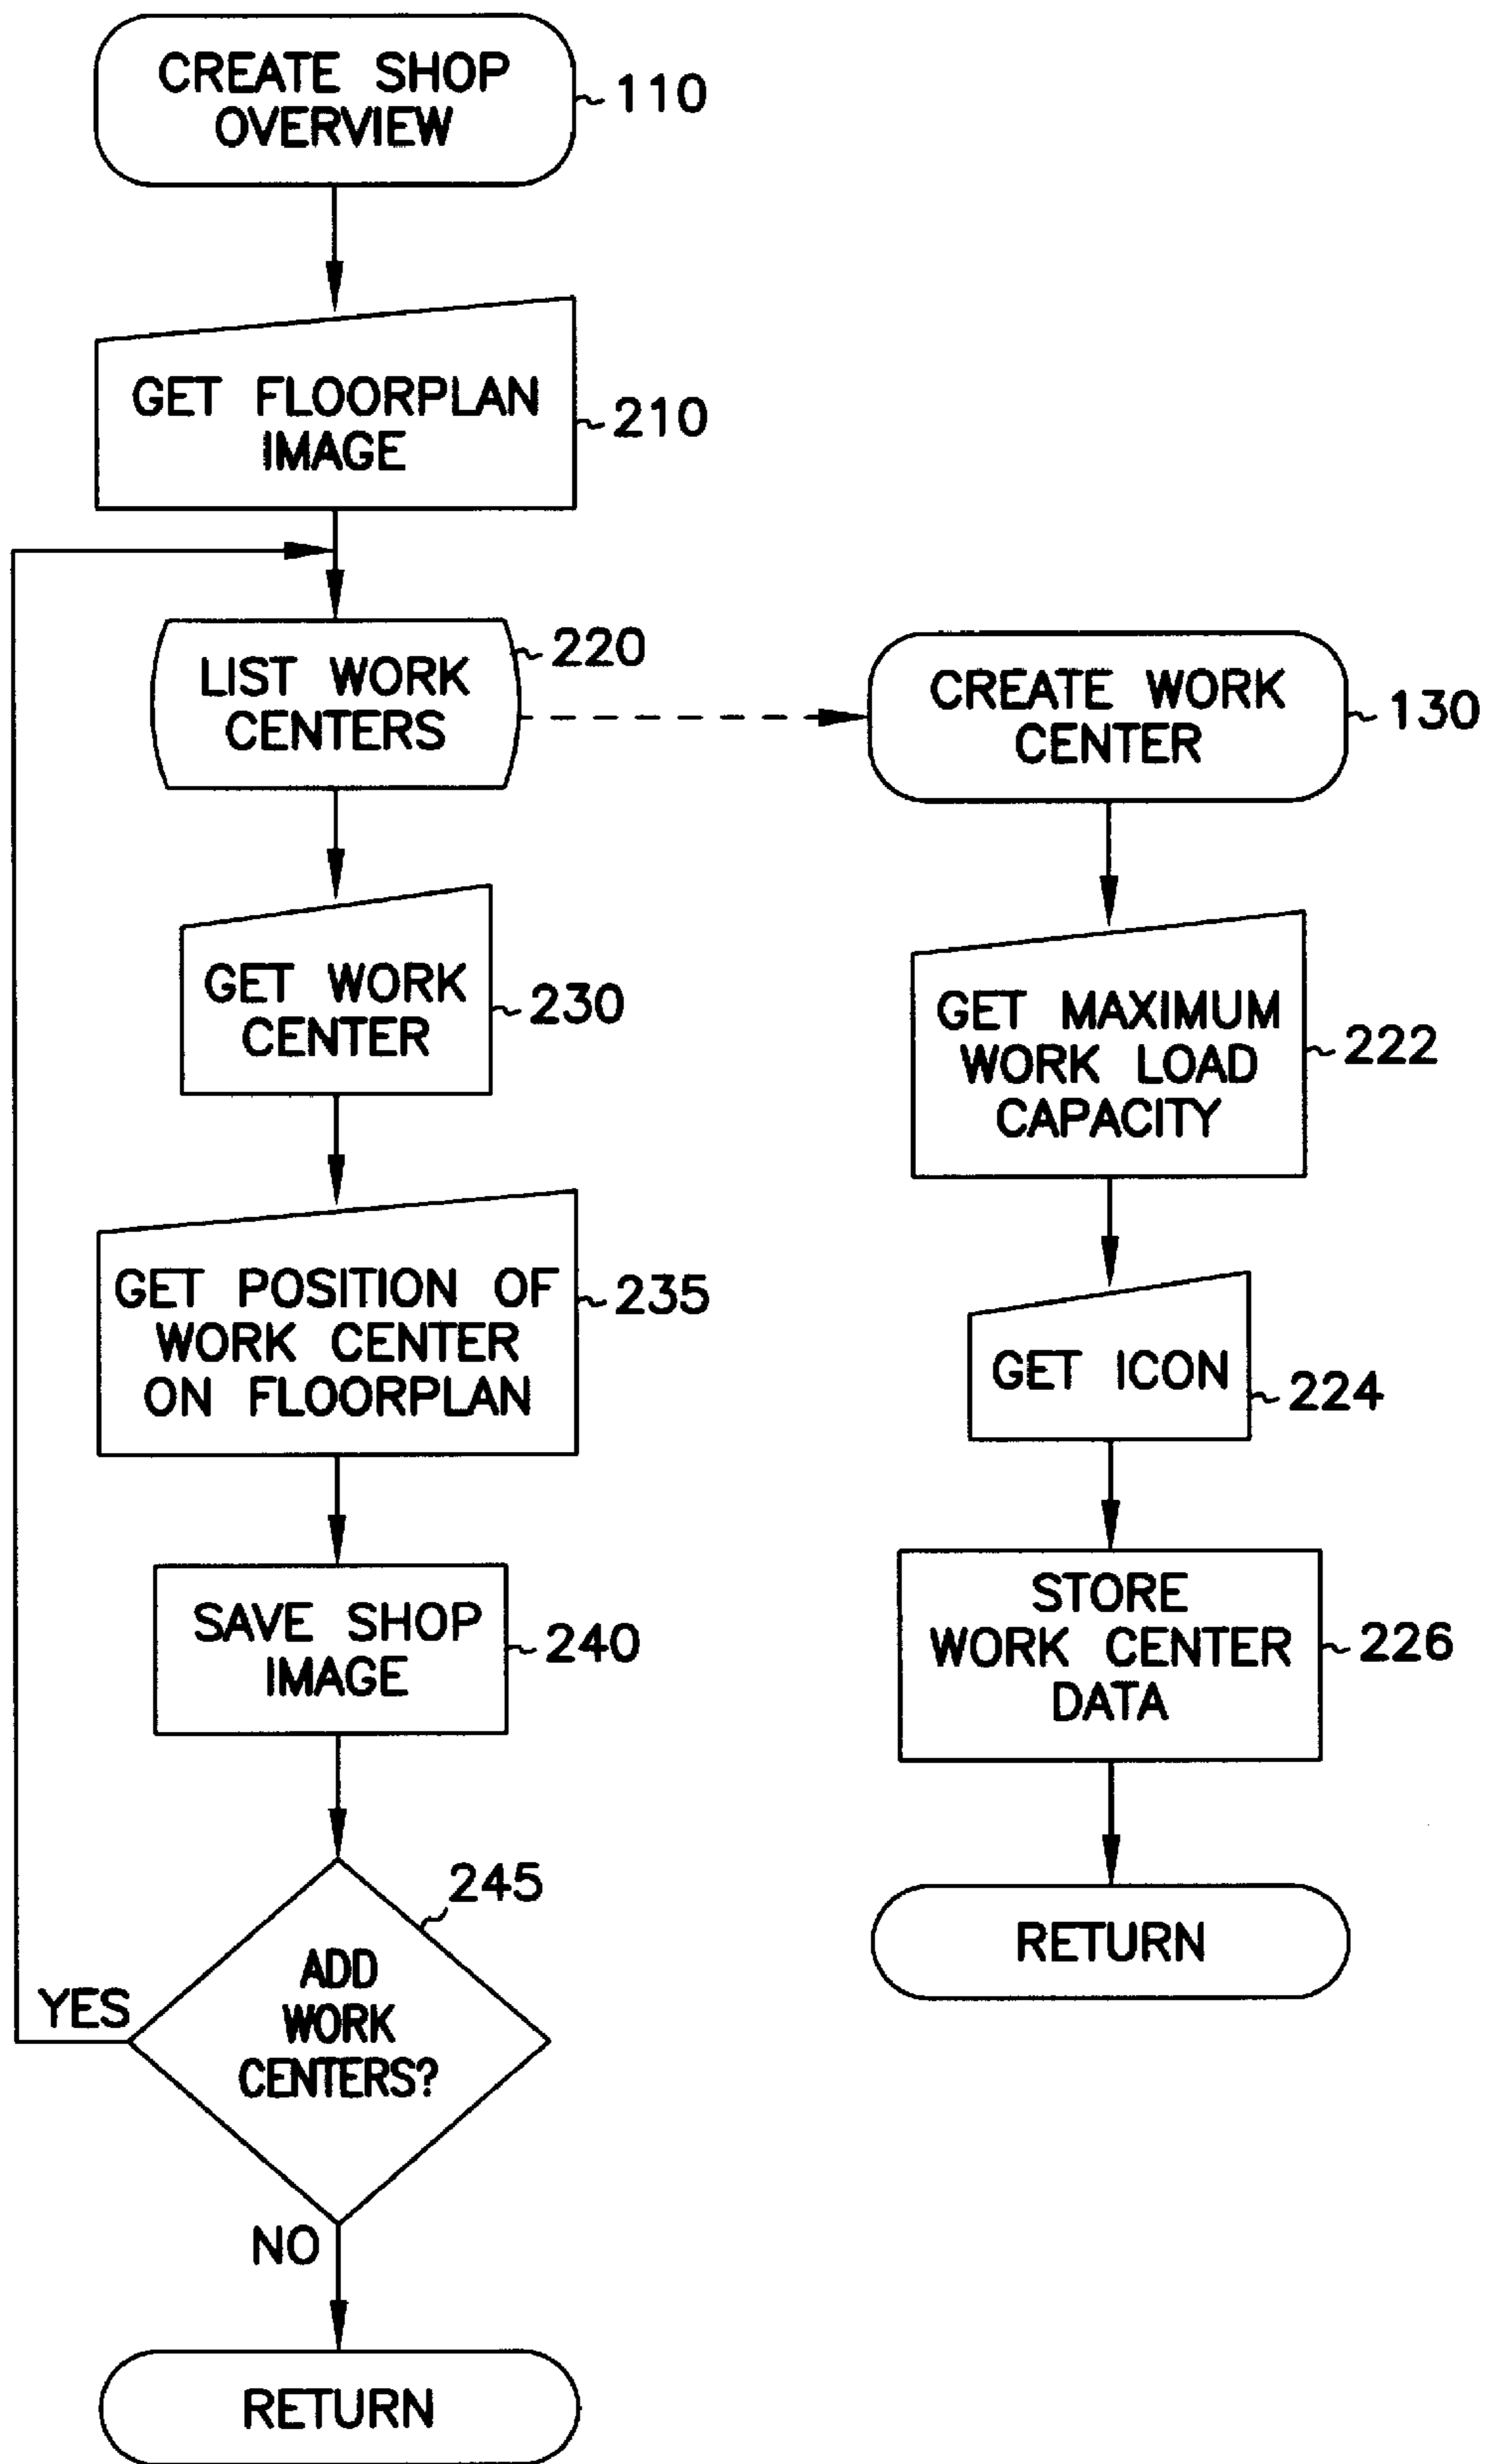 CREATE SHOP
OVERVIEW
110
GET FLOORPLAN
IMAGE
210
LIST WORK
CENTERS
220
GET WORK
CENTER
230
GET POSITION OF
WORK CENTER
ON FLOORPLAN
235
SAVE SHOP
IMAGE
240
ADD
WORK
CENTERS?
245
YES
NO
RETURN
CREATE WORK
CENTER
130
GET MAXIMUM
WORK LOAD
CAPACITY
222
GET ICON
224
STORE
WORK CENTER
DATA
226
RETURN